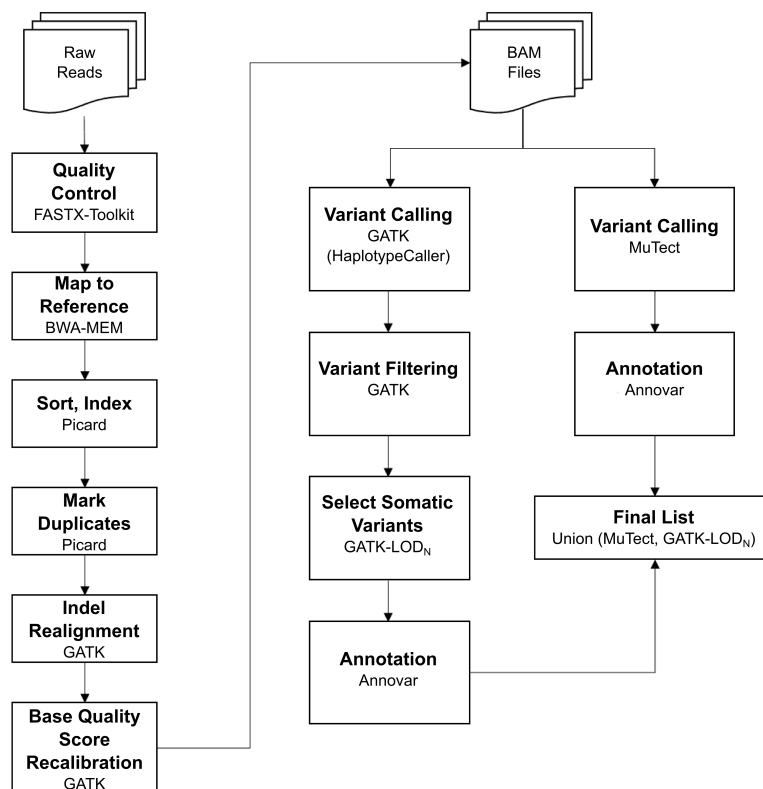 Raw
Reads
Quality
Control
FASTX-Toolkit
Map to
Reference
BWA-MEM
Sort, Index
Picard
Mark
Duplicates
Picard
Indel
Realignment
GATK
Base Quality
Score
Recalibration
GATK
BAM
Files
Variant Calling
GATK
(HaplotypeCaller)
Variant Filtering
GATK
Select Somatic
Variants
GATK-LODN
Annotation
Annovar
Variant Calling
MuTect
Annotation
Annovar
Final List
Union (MuTect, GATK-LODN)